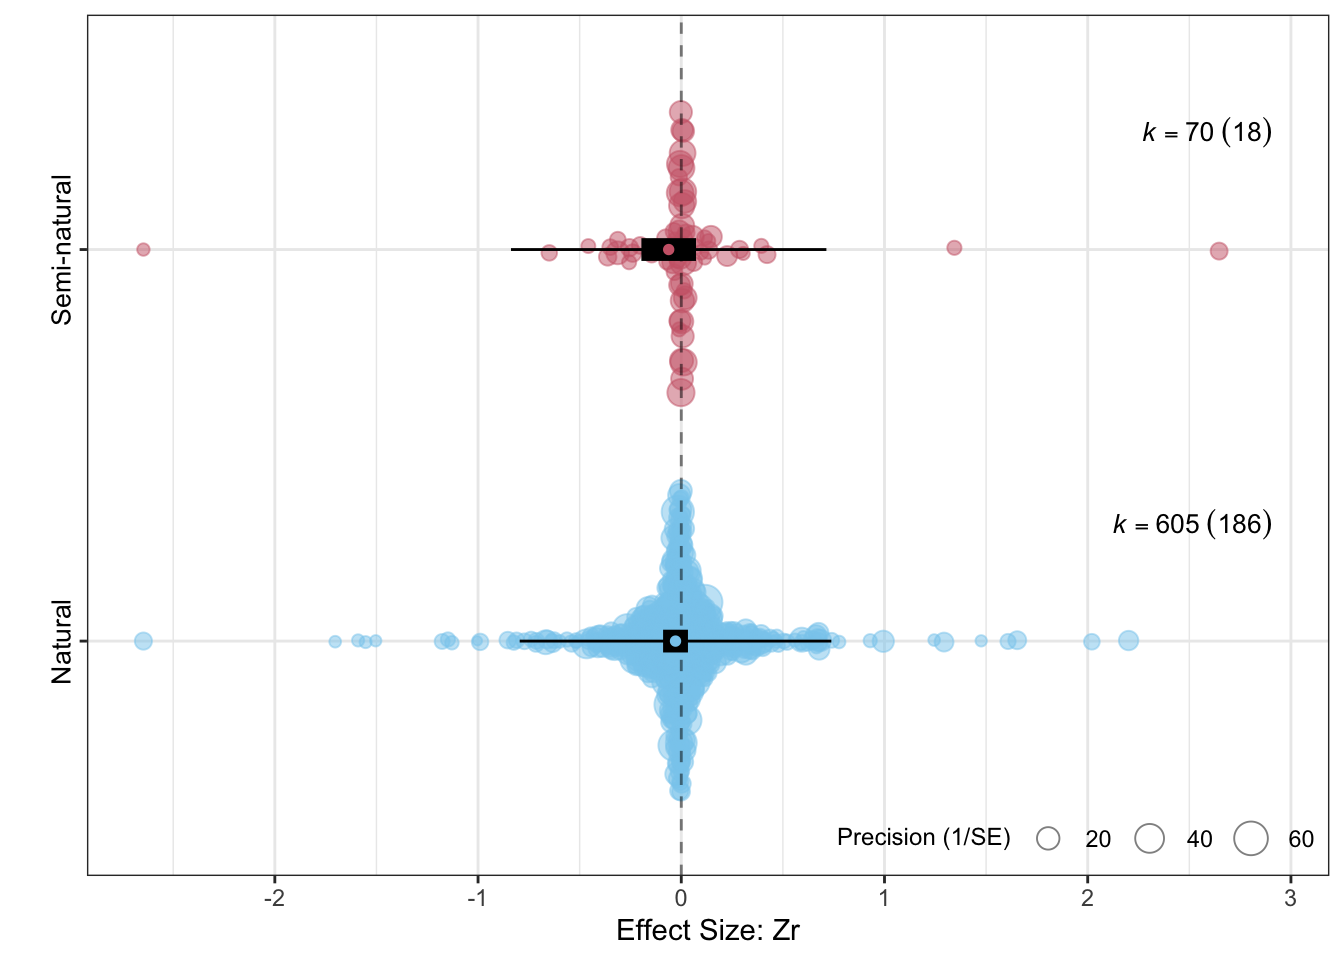 Semi-natural
k = 70 (18)
Natural
k = 605 (186)
Precision (1/SE) 20 40 60
-2 -1 0 1 2 3
Effect Size: Zr